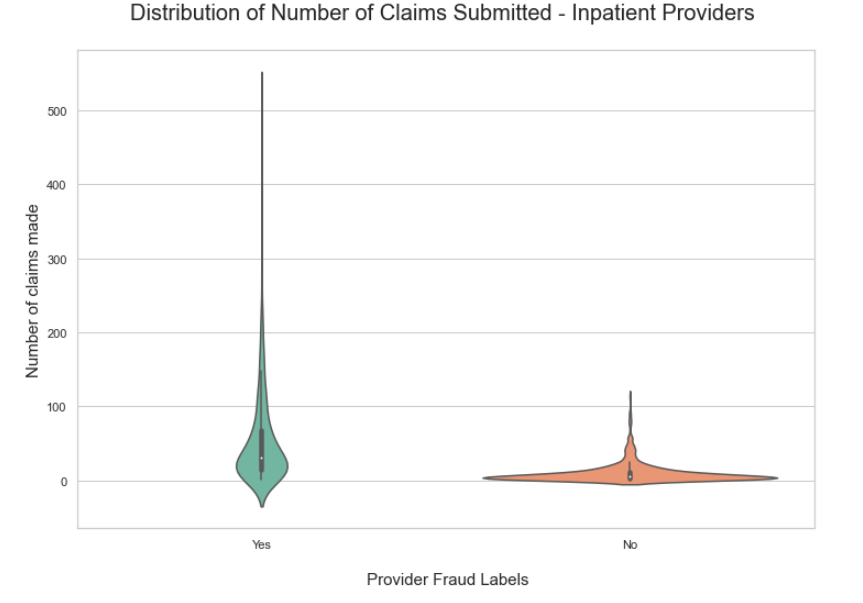 Distribution of Number of Claims Submitted - Inpatient Providers
Number of claims made
500
400
300
200
100
0
Yes
No
Provider Fraud Labels